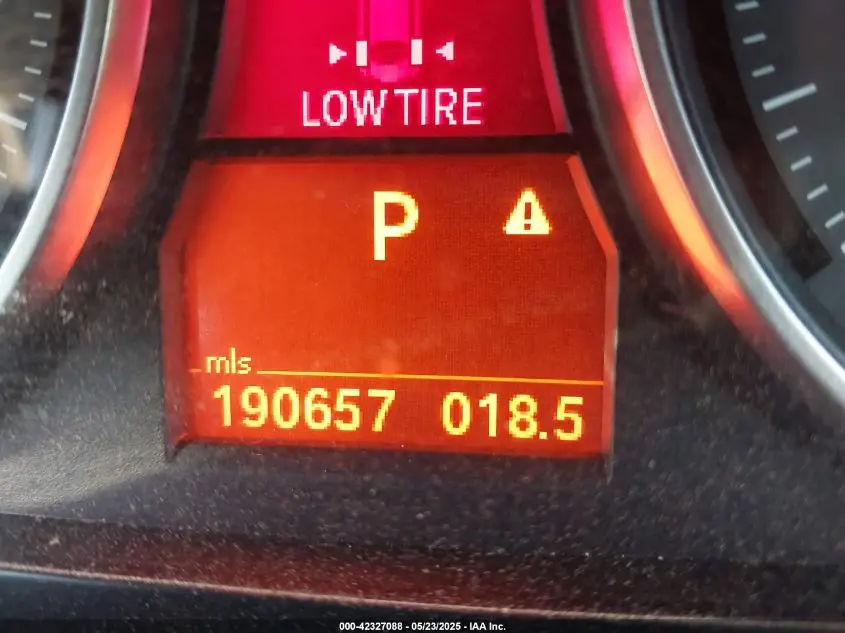 LOW TIRE
P
mls
190657 018.5
000-42327088 - 05/23/2025 - IAA Inc.